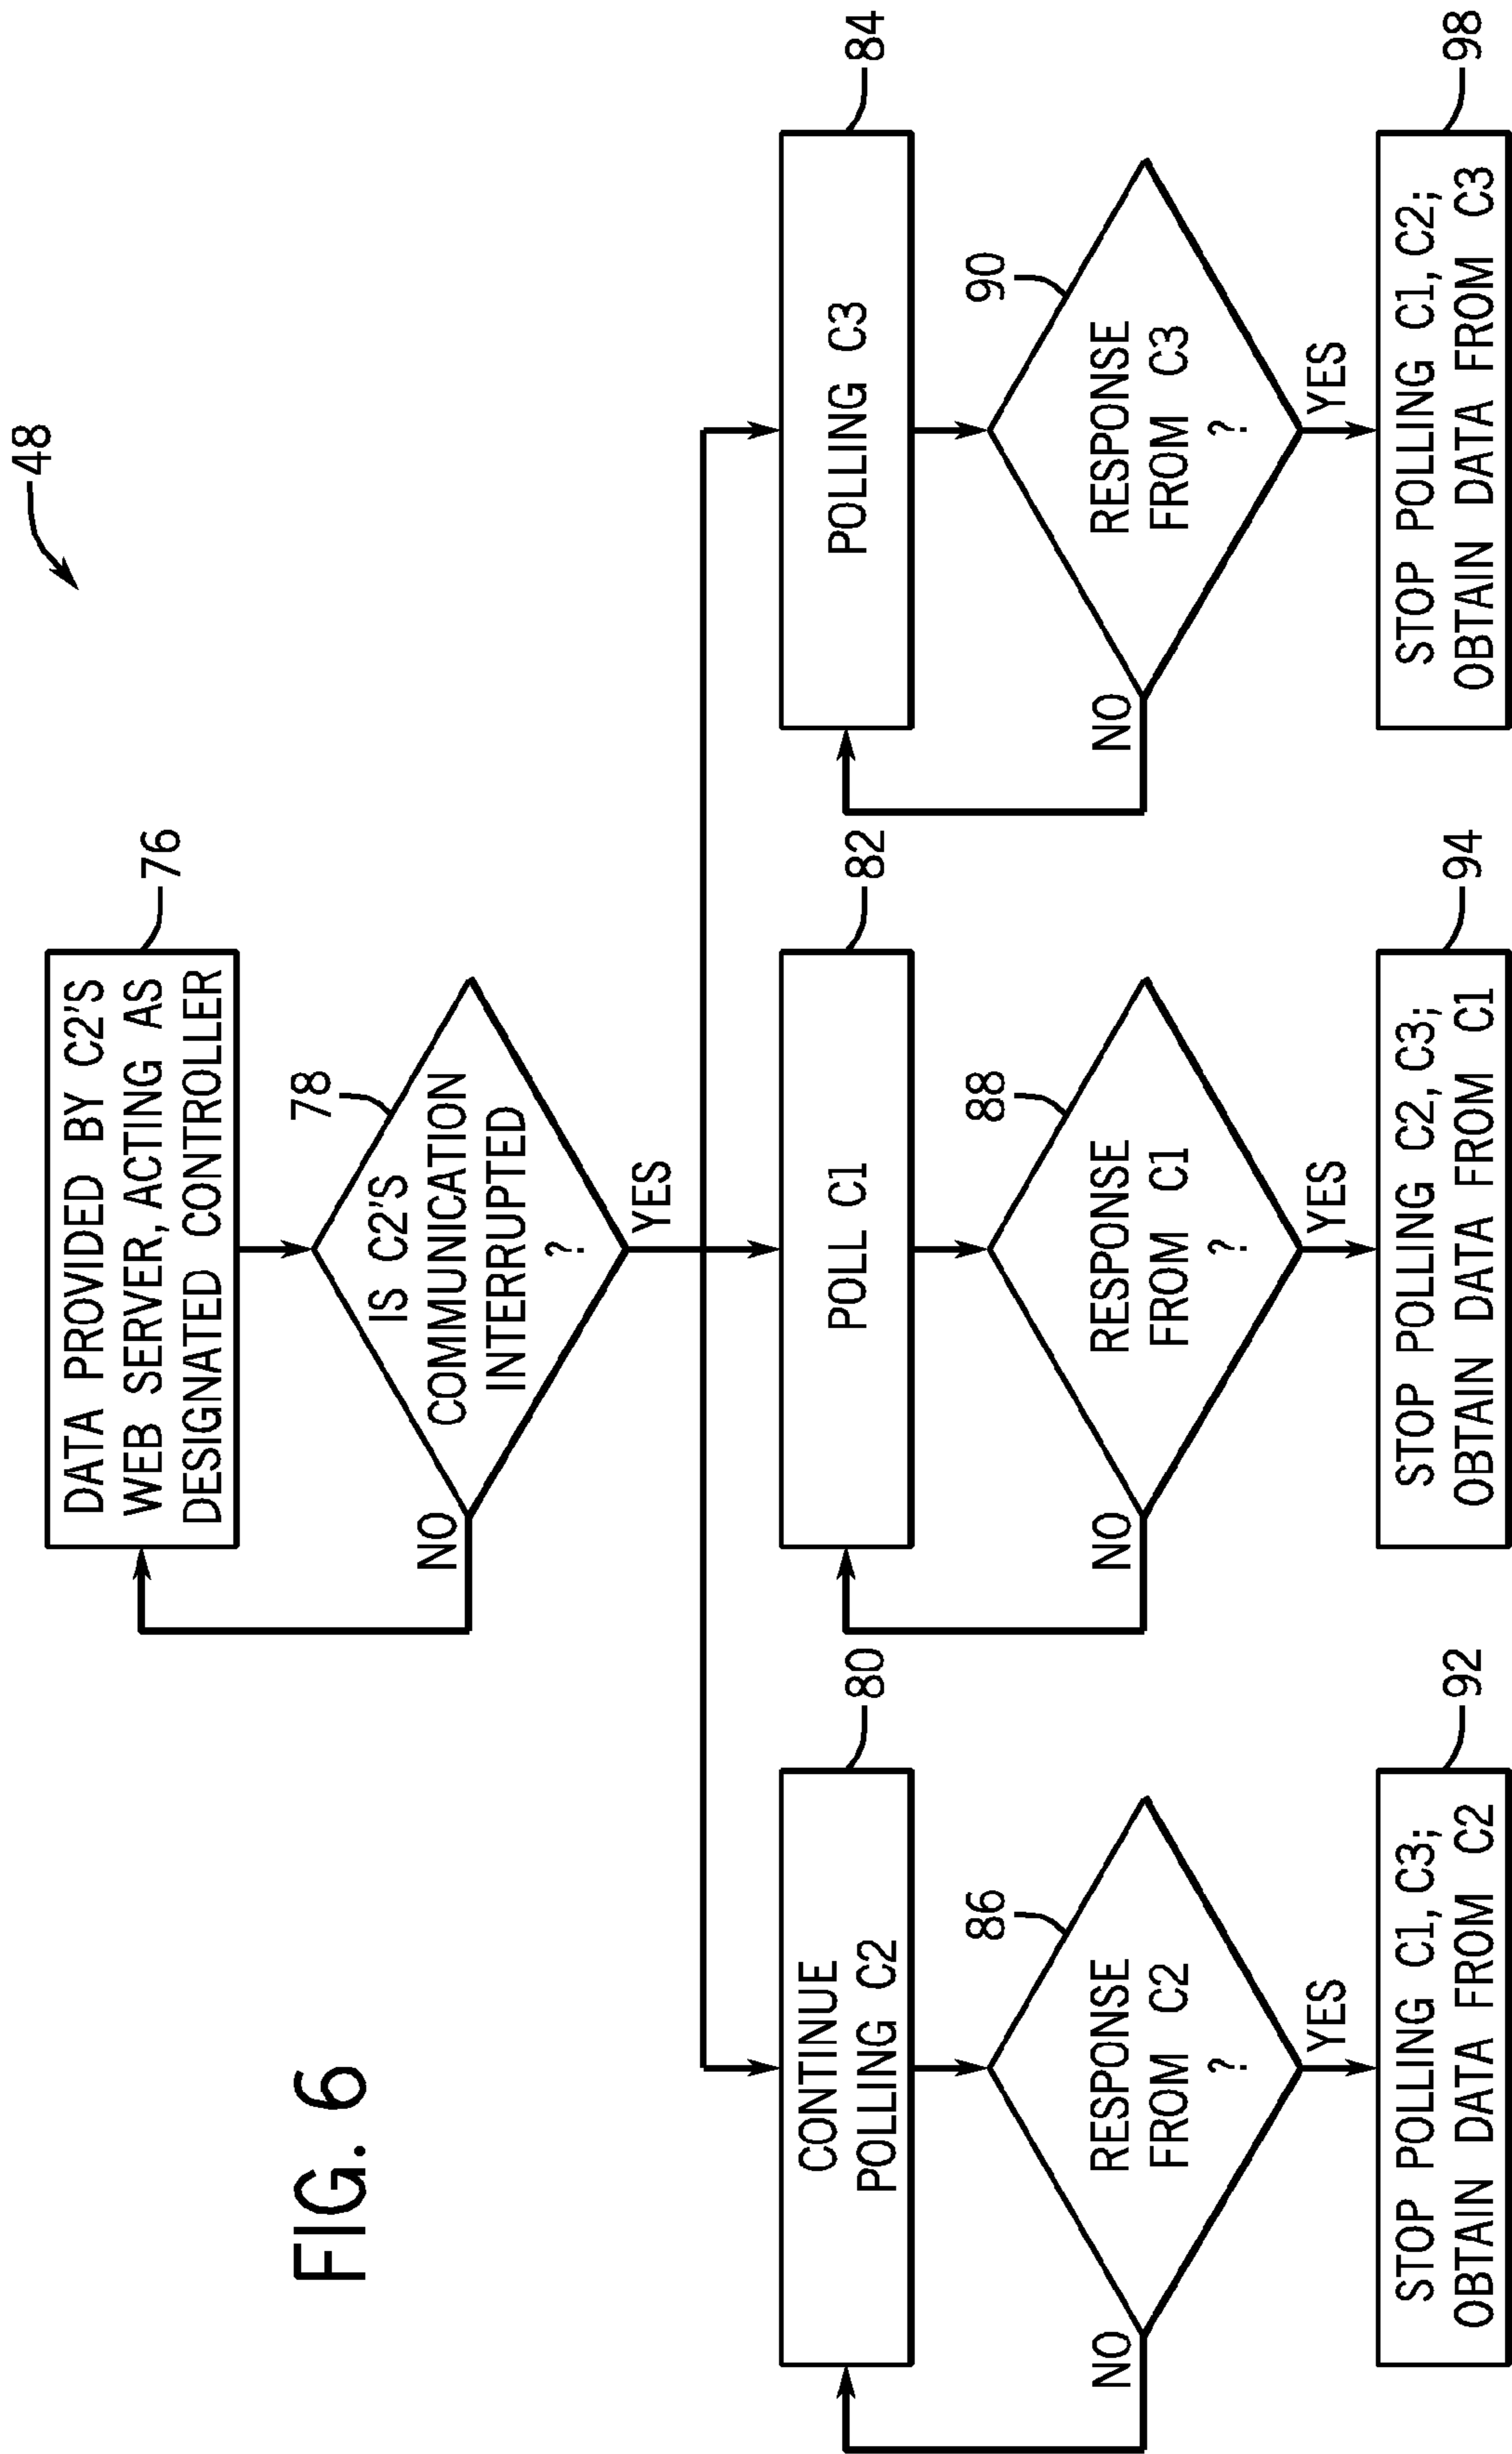 FIG. 6
48
DATA PROVIDED BY C2'S
WEB SERVER, ACTING AS
DESIGNATED CONTROLLER
76
IS C2'S
COMMUNICATION
INTERRUPTED
?
78
NO
YES
CONTINUE
POLLING C2
80
POLL C1
82
POLLING C3
84
RESPONSE
FROM C2
?
86
NO
YES
RESPONSE
FROM C1
?
88
NO
YES
RESPONSE
FROM C3
?
90
NO
YES
STOP POLLING C1, C3;
OBTAIN DATA FROM C2
92
STOP POLLING C2, C3;
OBTAIN DATA FROM C1
94
STOP POLLING C1, C2;
OBTAIN DATA FROM C3
98